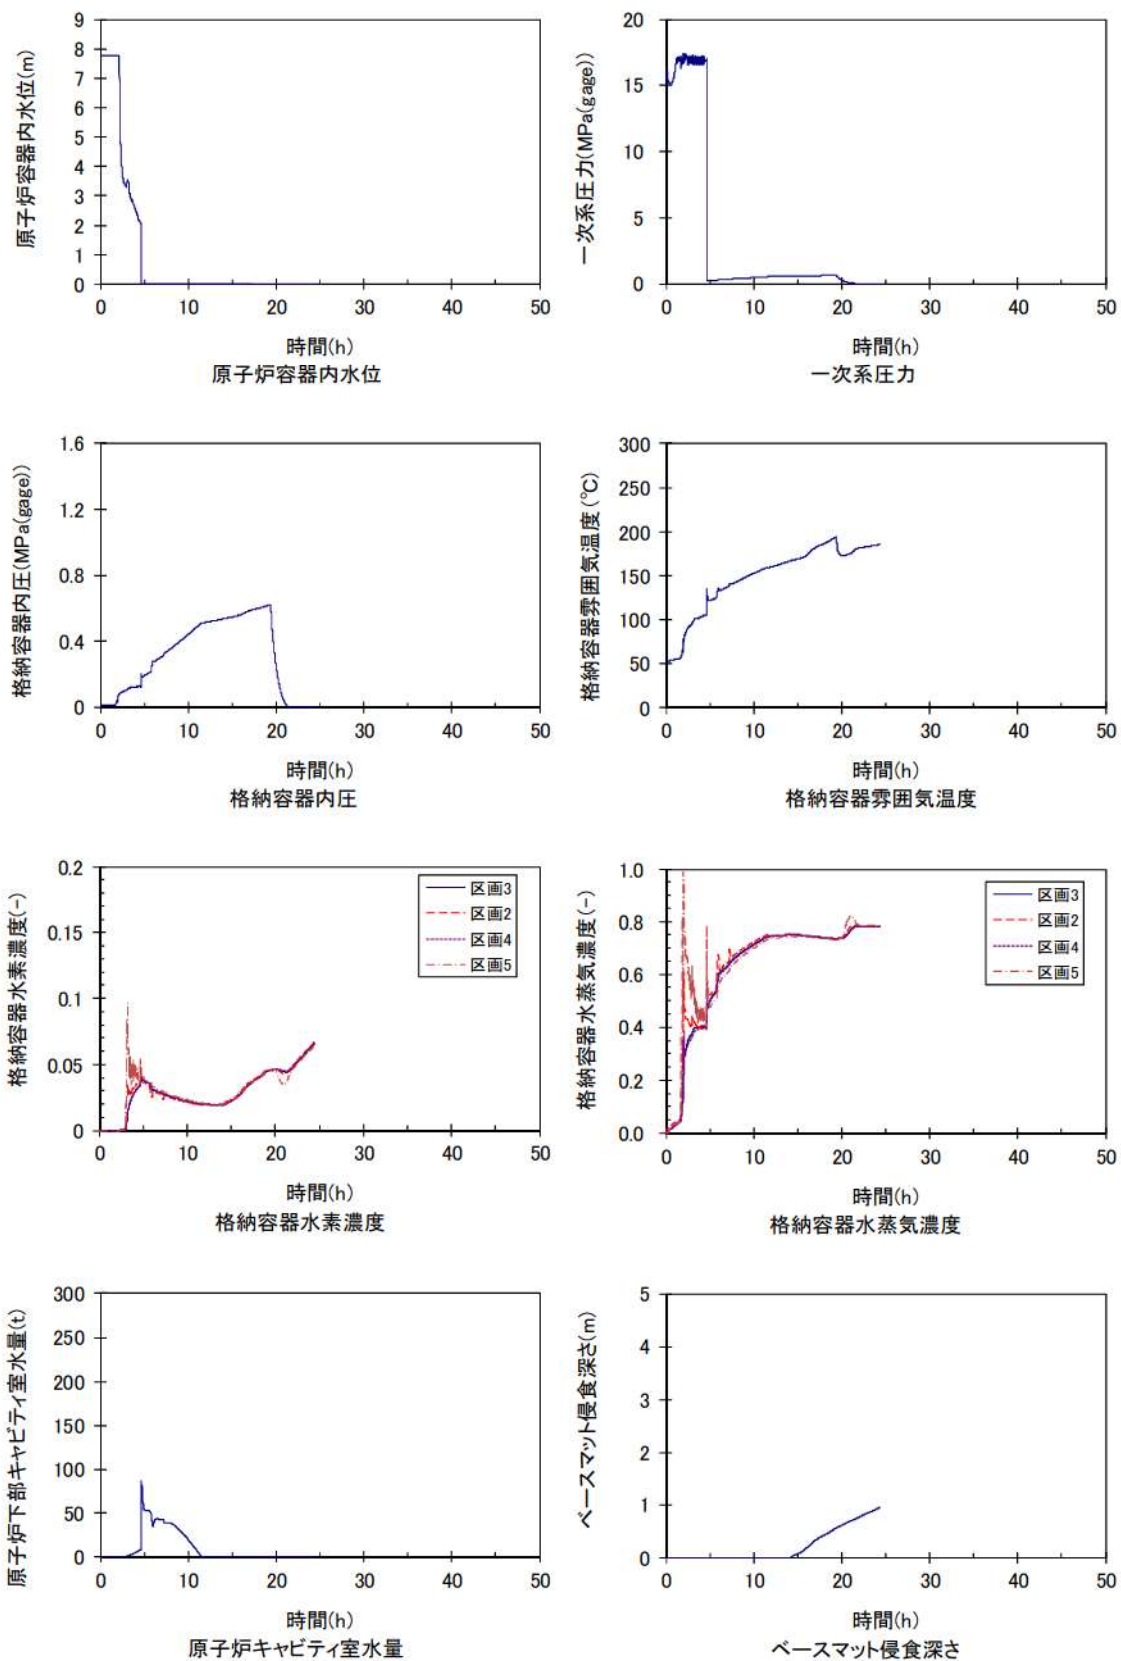 原子炉容器内水位(m)
9
8
7
6
5
4
3
2
1
0
0 10 20 30 40 50
時間(h)
原子炉容器内水位
一次系圧力(MPa(gage))
20
15
10
5
0
0 10 20 30 40 50
時間(h)
一次系圧力
格納容器内圧(MPa(gage))
1.6
1.2
0.8
0.4
0
0 10 20 30 40 50
時間(h)
格納容器内圧
格納容器雰囲気温度(℃)
300
250
200
150
100
50
0
0 10 20 30 40 50
時間(h)
格納容器雰囲気温度
格納容器水素濃度(-)
0.2
0.15
0.1
0.05
0
0 10 20 30 40 50
区画3
区画2
区画4
区画5
時間(h)
格納容器水素濃度
格納容器水蒸気濃度(-)
1.0
0.8
0.6
0.4
0.2
0.0
0 10 20 30 40 50
区画3
区画2
区画4
区画5
時間(h)
格納容器水蒸気濃度
原子炉下部キャビティ室水量(t)
300
250
200
150
100
50
0
0 10 20 30 40 50
時間(h)
原子炉キャビティ室水量
ベースマット侵食深さ(m)
5
4
3
2
1
0
0 10 20 30 40 50
時間(h)
ベースマット侵食深さ